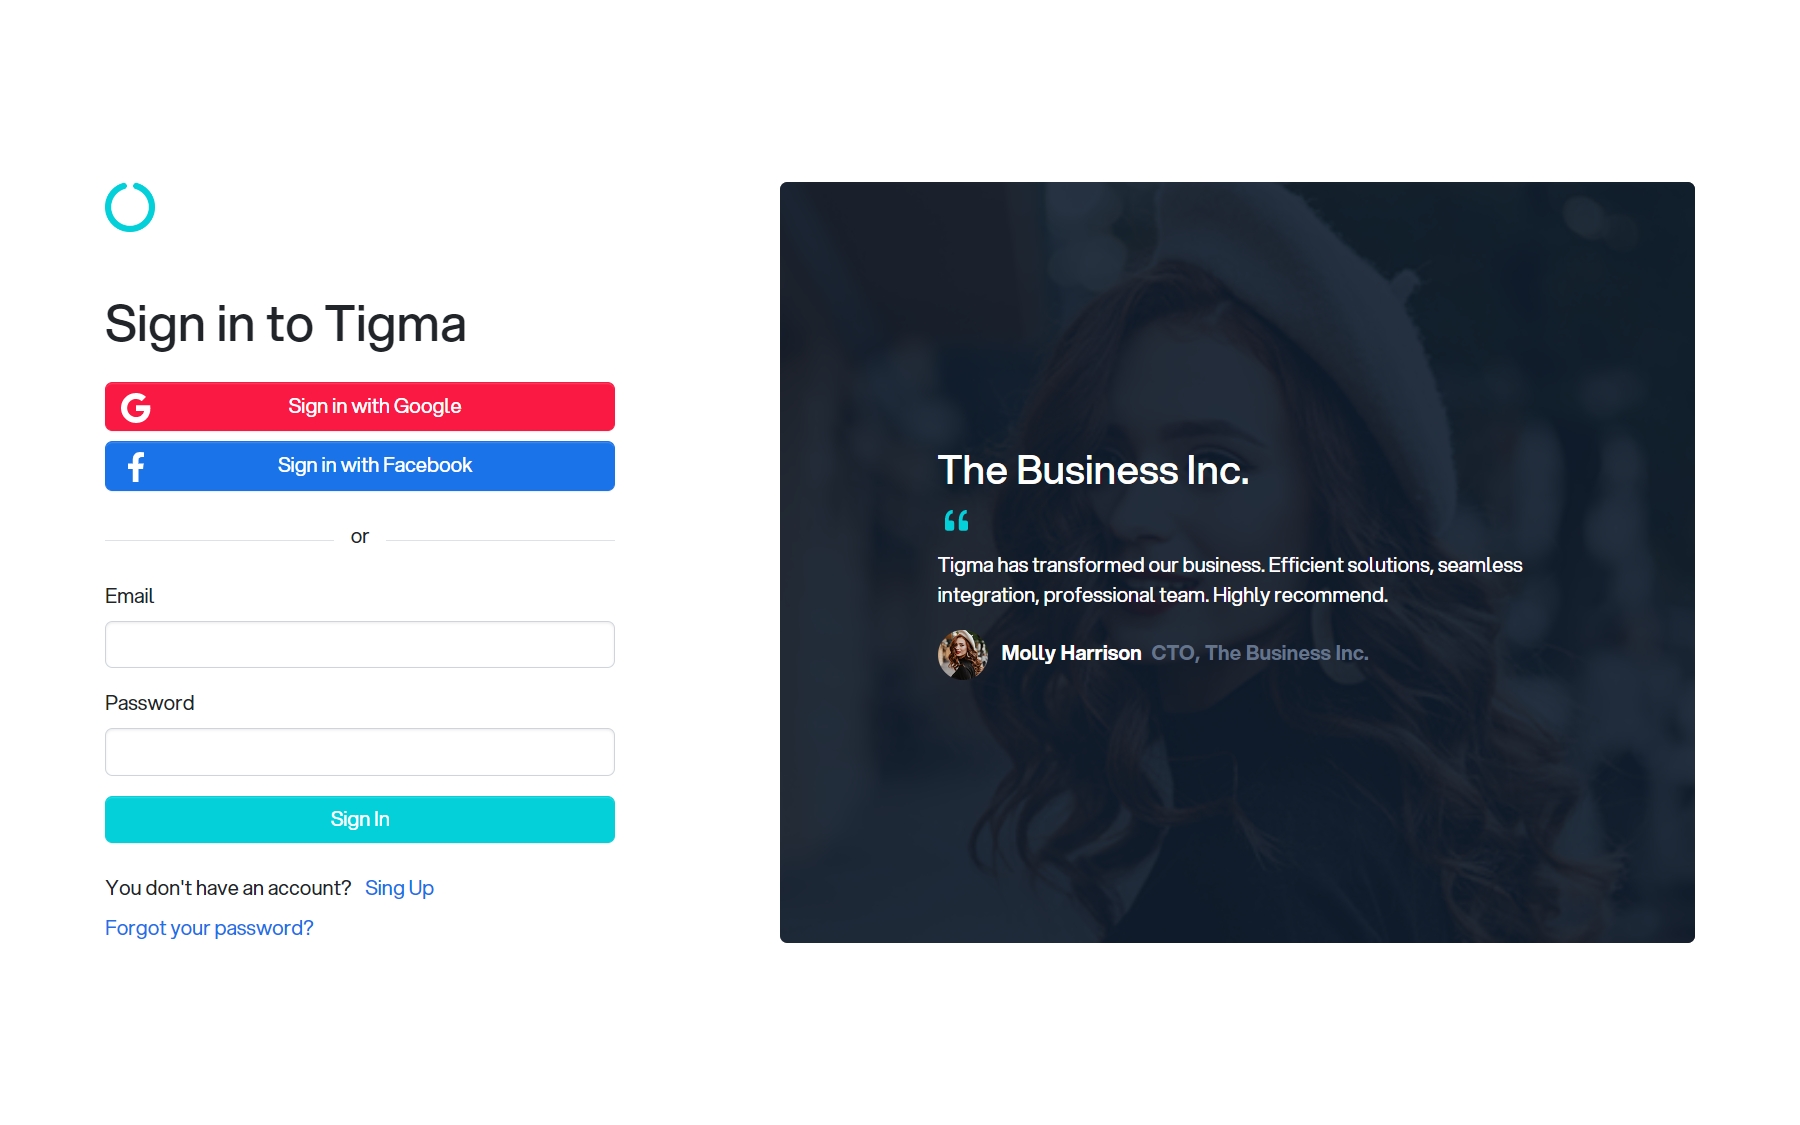 Sign in to Tigma
Sign in with Google
Sign in with Facebook
or
Email
Password
Sign In
You don't have an account? Sing Up
Forgot your password?
The Business Inc.
“
Tigma has transformed our business. Efficient solutions, seamless
integration, professional team. Highly recommend.
Molly Harrison CTO, The Business Inc.